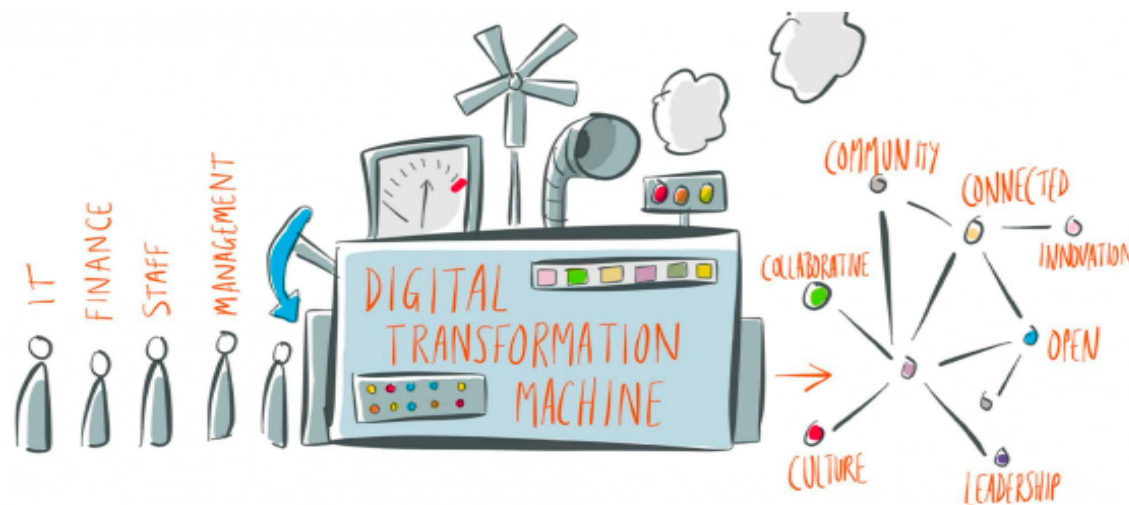 IT
FINANCE
STAFF
MANAGEMENT
DIGITAL
TRANSFORMATION
MACHINE
COMMUNITY
CONNECTED
INNOVATION
COLLABORATIVE
OPEN
CULTURE
LEADERSHIP